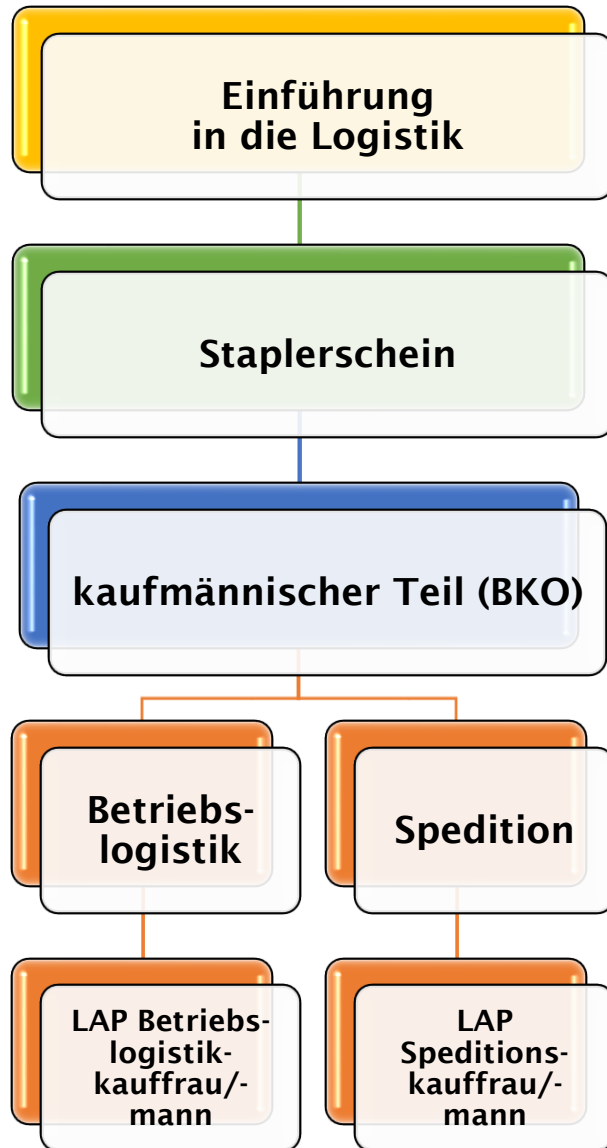 Einführung
in die Logistik
Staplerschein
kaufmännischer Teil (BKO)
Betriebs-
logistik
Spedition
LAP Betriebs-
logistik-
kauffrau/-
mann
LAP
Speditions-
kauffrau/-
mann